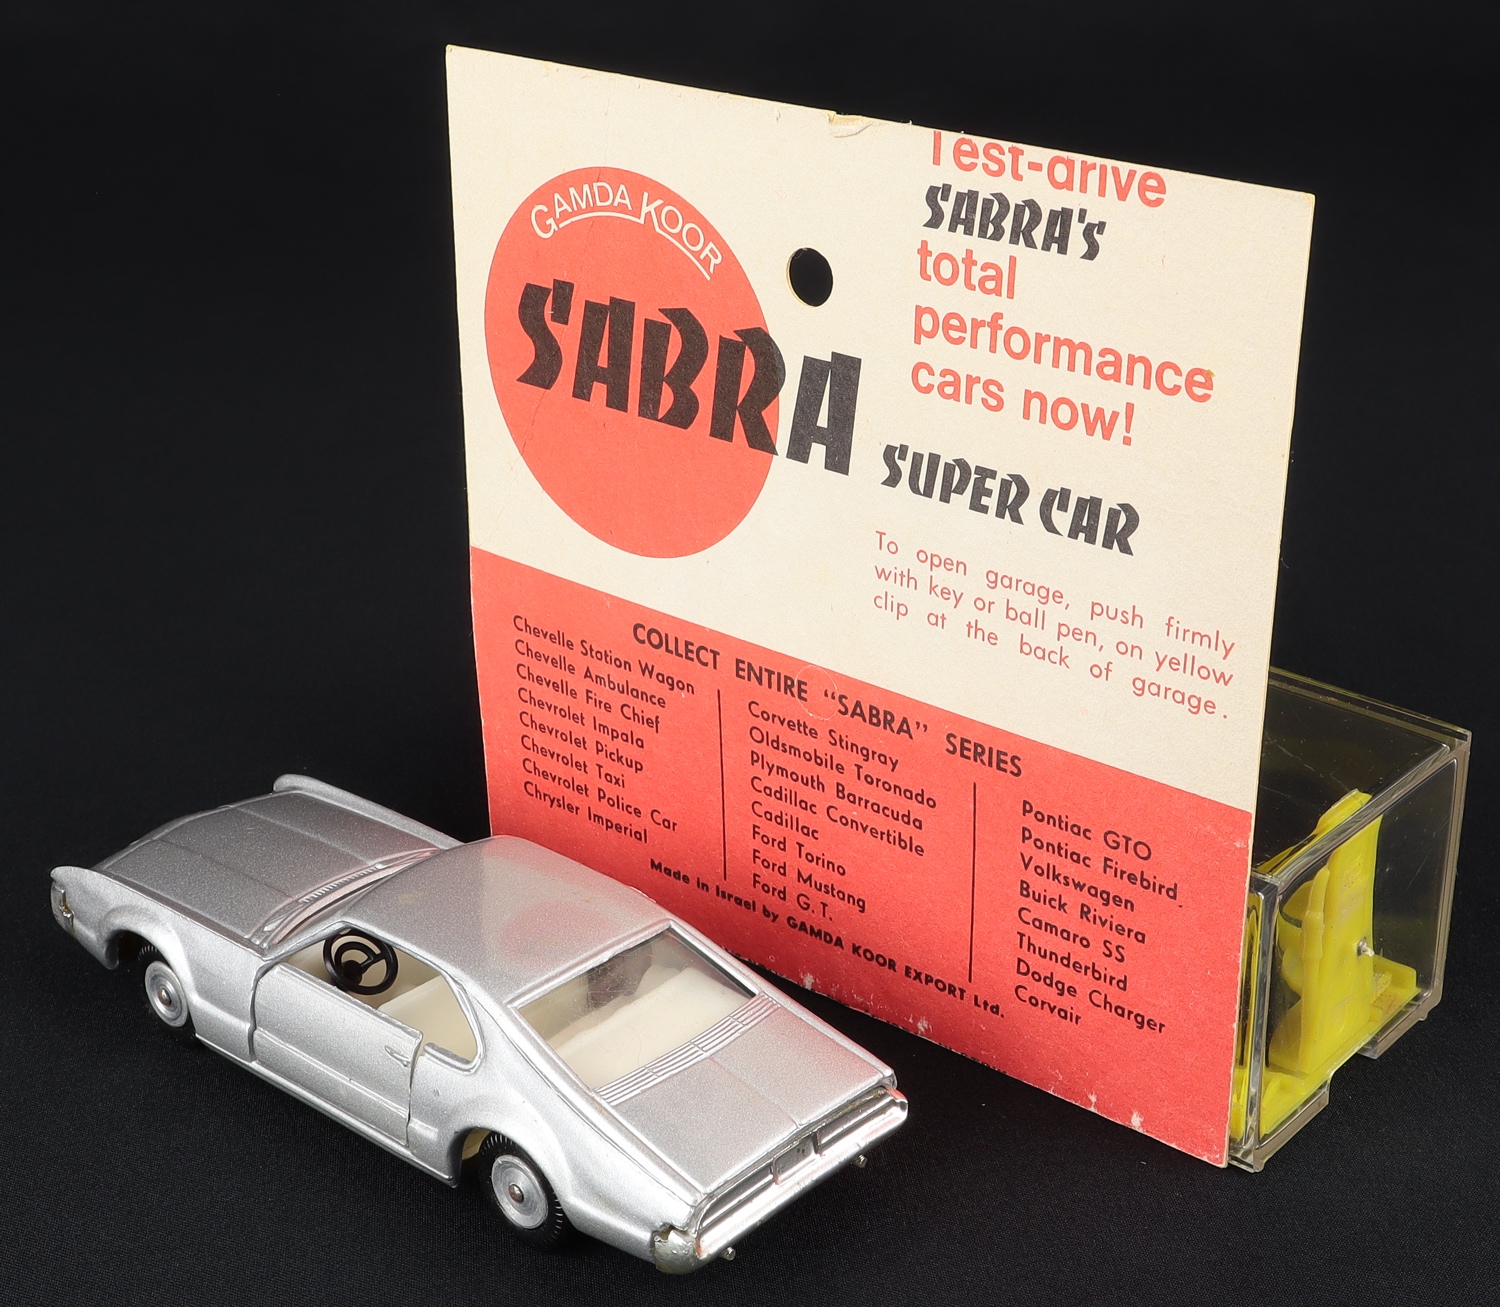 GAMDA KOOR
SABRA
Test-drive
SABRA'S
total
performance
cars now!
SUPER CAR
To open garage, push firmly
with key or ball pen, on yellow
clip at the back of garage.
COLLECT ENTIRE "SABRA" SERIES
Chevelle Station Wagon
Chevelle Ambulance
Chevelle Fire Chief
Chevrolet Impala
Chevrolet Pickup
Chevrolet Taxi
Chevrolet Police Car
Chrysler Imperial
Corvette Stingray
Oldsmobile Toronado
Plymouth Barracuda
Cadillac Convertible
Cadillac
Ford Torino
Ford Mustang
Ford G. T.
Pontiac GTO
Pontiac Firebird
Volkswagen
Buick Riviera
Camaro SS
Thunderbird
Dodge Charger
Corvair
Made in Israel by GAMDA KOOR EXPORT Ltd.